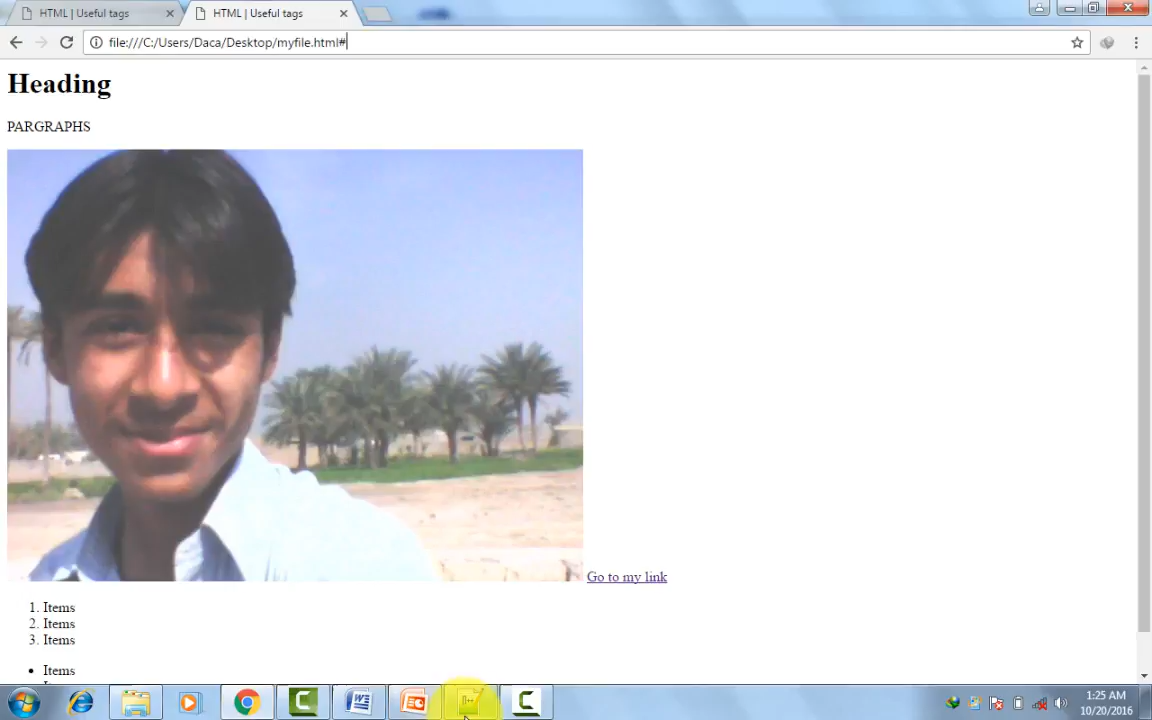 HTML | Useful tags
HTML | Useful tags
file:///C:/Users/Daca/Desktop/myfile.html#
Heading
PARGRAPHS
Go to my link
1. Items
2. Items
3. Items
• Items
1:25 AM
10/20/2016